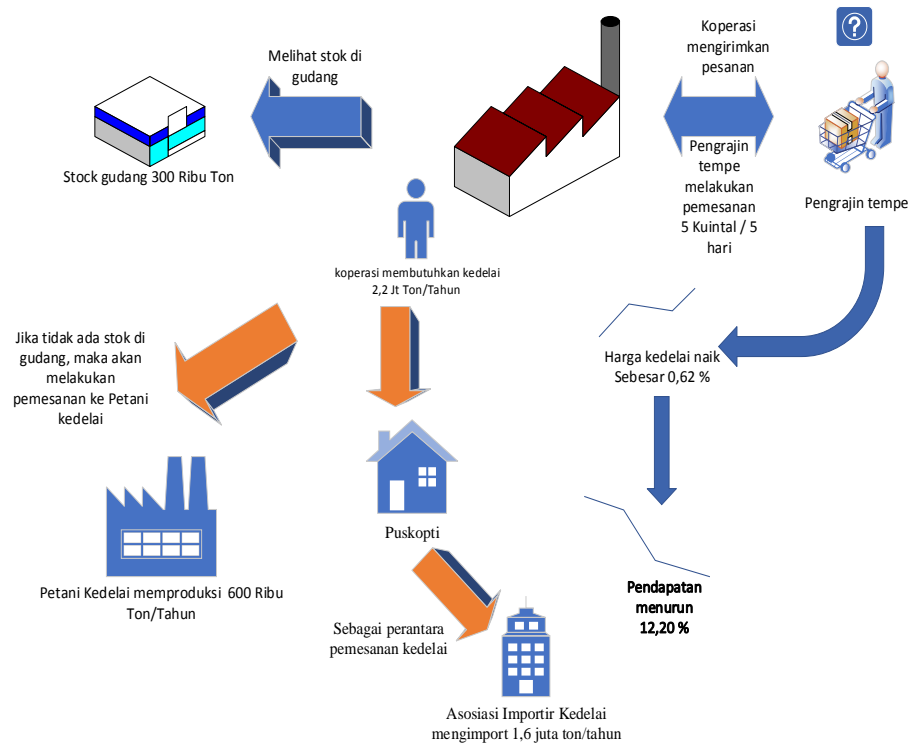 Melihat stok di
gudang
Stock gudang 300 Ribu Ton
Koperasi
mengirimkan
pesanan
?
Pengrajin
tempe
melakukan
pemesanan
5 Kuintal / 5
hari
Pengrajin tempe
koperasi membutuhkan kedelai
2,2 Jt Ton/Tahun
Jika tidak ada stok di
gudang, maka akan
melakukan
pemesanan ke Petani
kedelai
Harga kedelai naik
Sebesar 0,62 %
Petani Kedelai memproduksi 600 Ribu
Ton/Tahun
Puskopti
Sebagai perantara
pemesanan kedelai
Pendapatan
menurun
12,20 %
Asosiasi Importir Kedelai
mengimport 1,6 juta ton/tahun